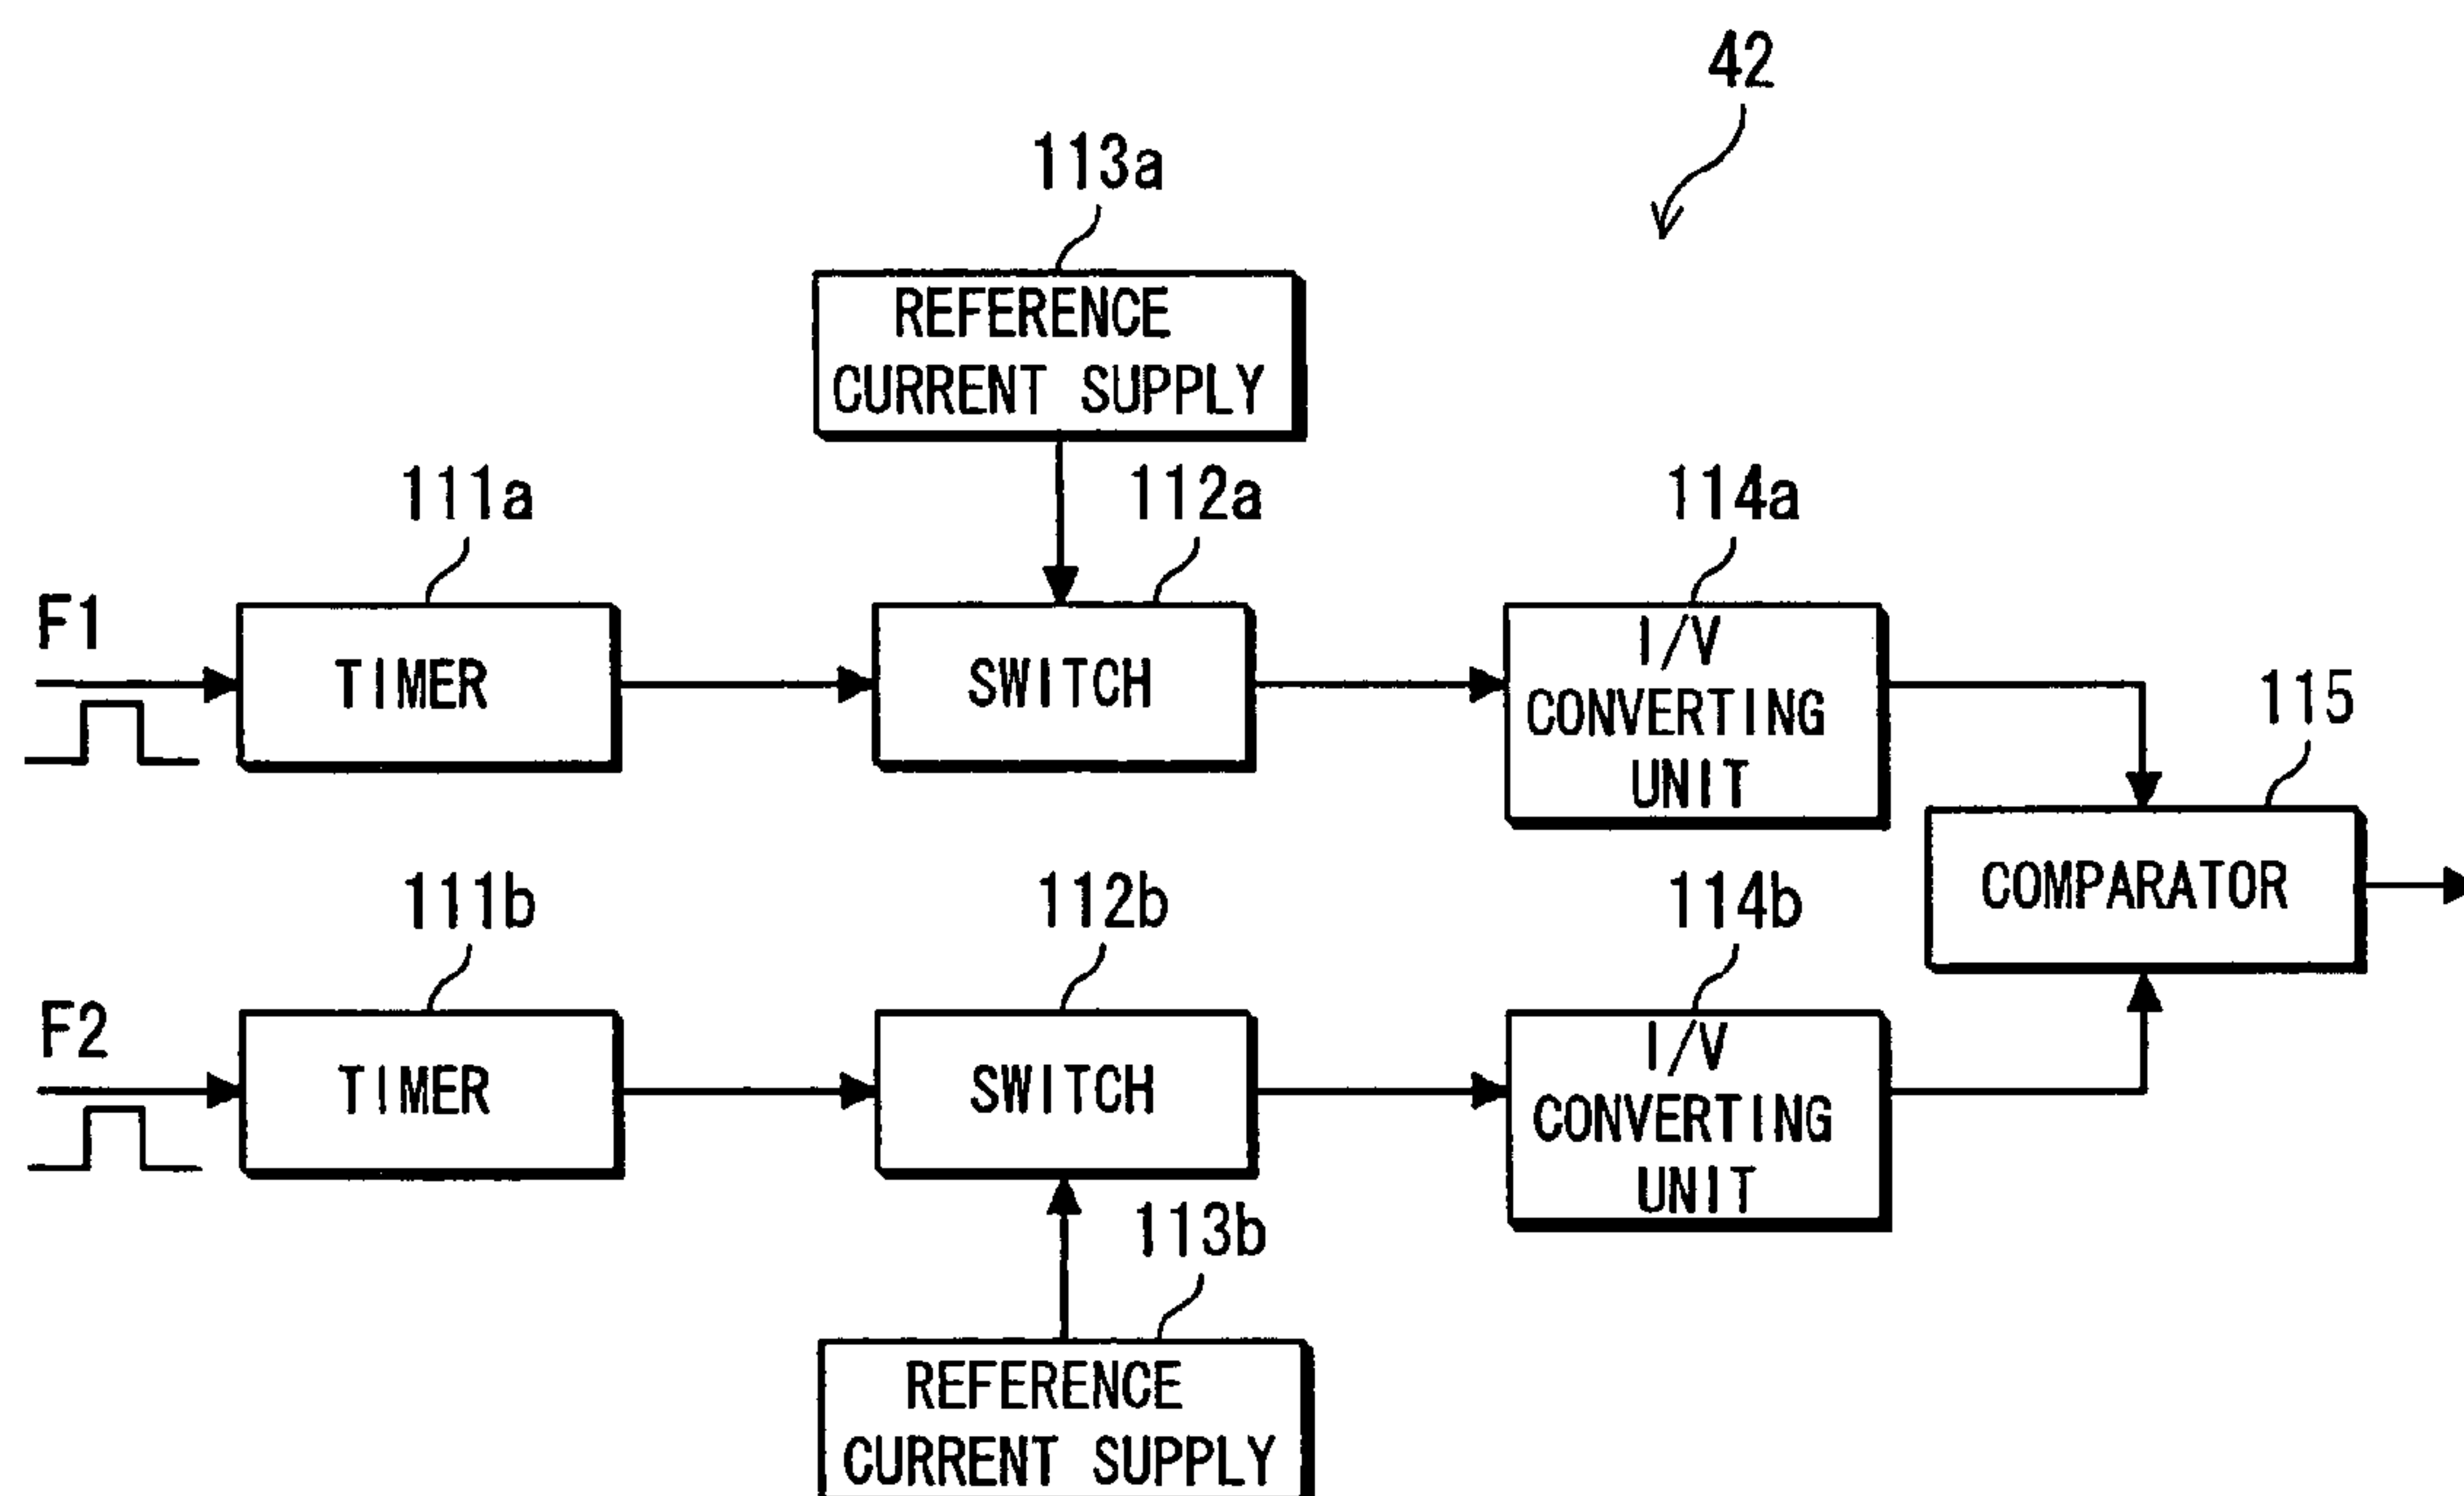 42
113a
REFERENCE
CURRENT SUPPLY
111a
112a
114a
F1
TIMER
SWITCH
I/V
CONVERTING
UNIT
115
COMPARATOR
111b
112b
114b
F2
TIMER
SWITCH
I/V
CONVERTING
UNIT
113b
REFERENCE
CURRENT SUPPLY